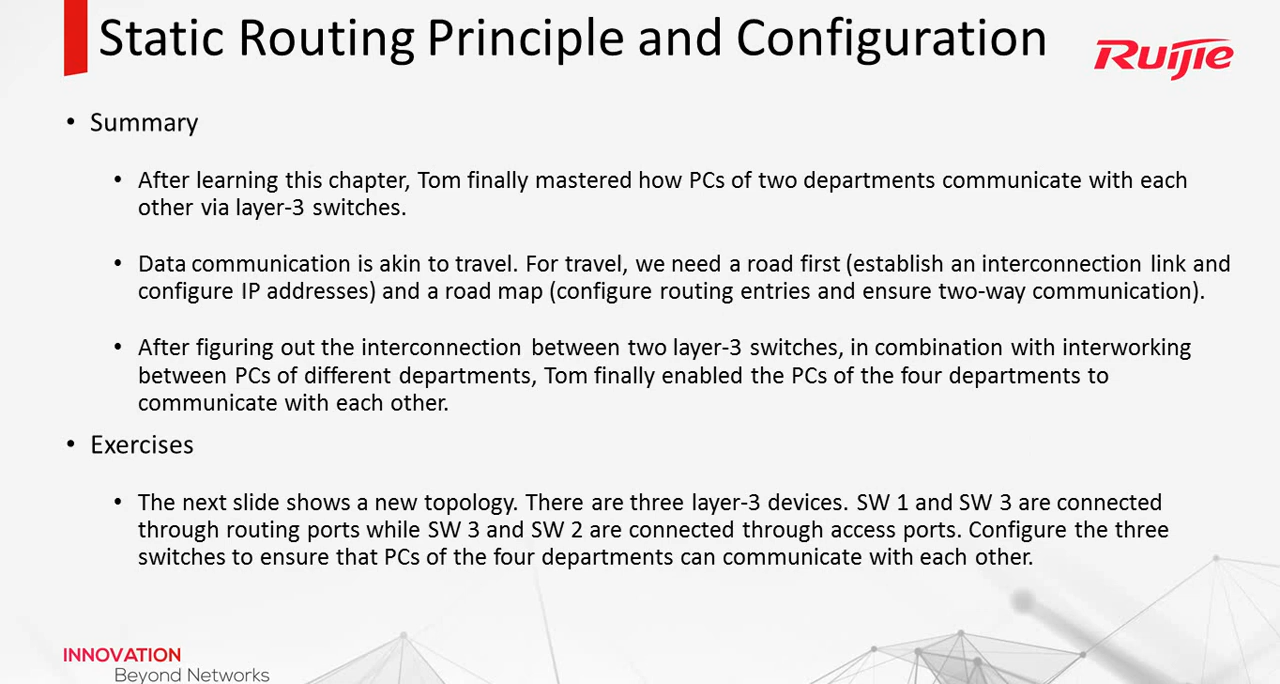 Static Routing Principle and Configuration
Ruijie
• Summary
• After learning this chapter, Tom finally mastered how PCs of two departments communicate with each
other via layer-3 switches.
• Data communication is akin to travel. For travel, we need a road first (establish an interconnection link and
configure IP addresses) and a road map (configure routing entries and ensure two-way communication).
• After figuring out the interconnection between two layer-3 switches, in combination with interworking
between PCs of different departments, Tom finally enabled the PCs of the four departments to
communicate with each other.
• Exercises
• The next slide shows a new topology. There are three layer-3 devices. SW 1 and SW 3 are connected
through routing ports while SW 3 and SW 2 are connected through access ports. Configure the three
switches to ensure that PCs of the four departments can communicate with each other.
INNOVATION
Beyond Networks